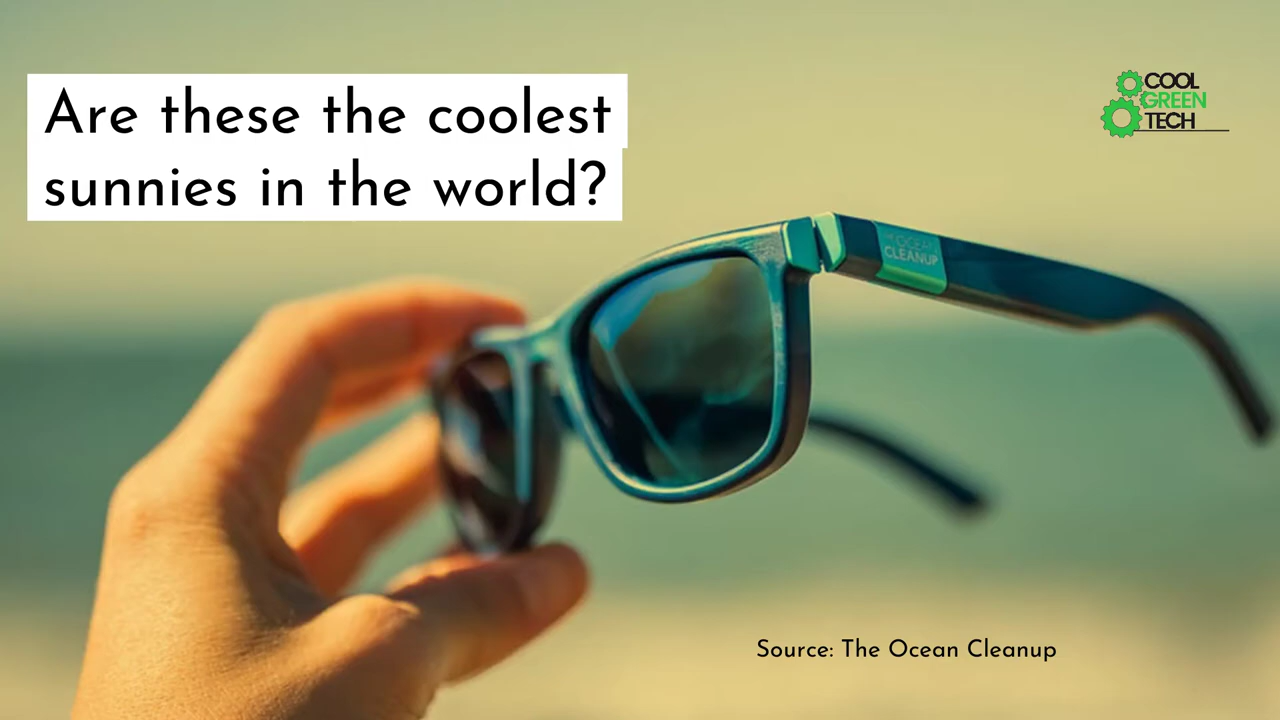 Are these the coolest
sunnies in the world?
COOL
GREEN
TECH
THE OCEAN
CLEANUP
Source: The Ocean Cleanup